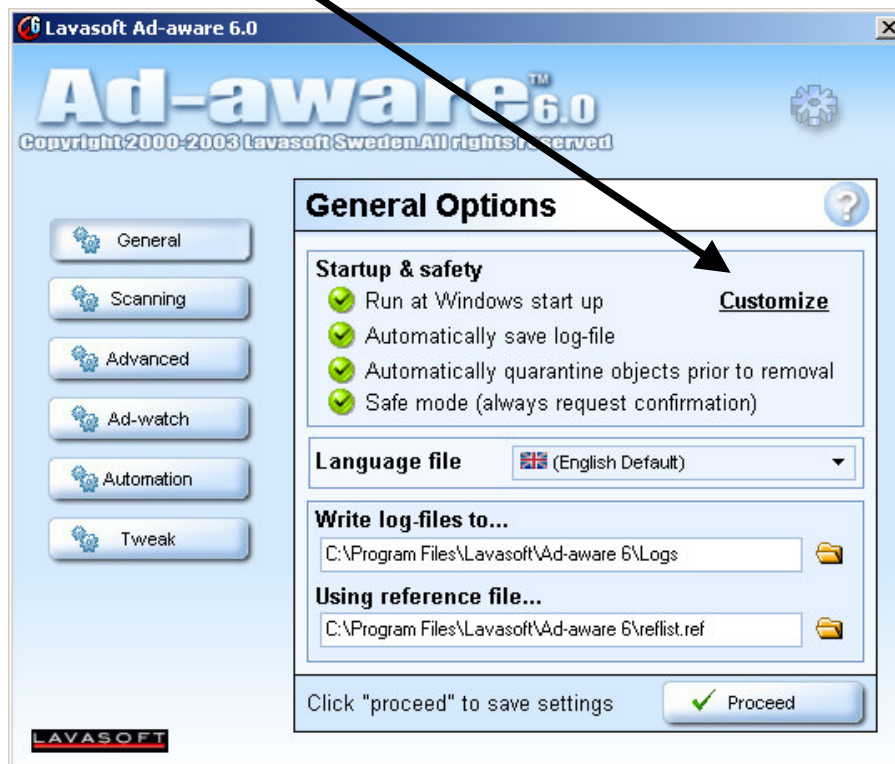 Lavasoft Ad-aware 6.0
Ad-aware™ 6.0
Copyright 2000-2003 Lavasoft Sweden. All rights reserved
General
Scanning
Advanced
Ad-watch
Automation
Tweak
General Options
Startup & safety
Run at Windows start up Customize
Automatically save log-file
Automatically quarantine objects prior to removal
Safe mode (always request confirmation)
Language file (English Default)
Write log-files to...
C:\Program Files\Lavasoft\Ad-aware 6\Logs
Using reference file...
C:\Program Files\Lavasoft\Ad-aware 6\reflist.ref
Click "proceed" to save settings Proceed
LAVASOFT